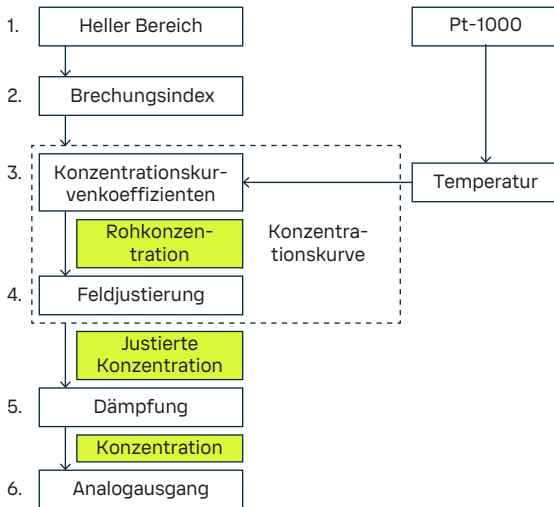 1. Heller Bereich
Pt-1000
2. Brechungsindex
3. Konzentrationskur-
venkoeffizienten
Temperatur
Rohkonzen-
tration
Konzentra-
tionskurve
4. Feldjustierung
Justierte
Konzentration
5. Dämpfung
Konzentration
6. Analogausgang